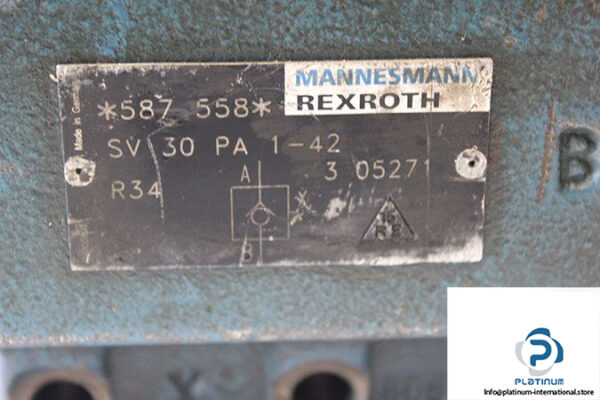 Made in Germany
MANNESMANN
REXROTH
*587 558*
SV 30 PA 1-42
R34
3 05271
A
X
B
B
X
PLATINUM
Info@platinum-international.store